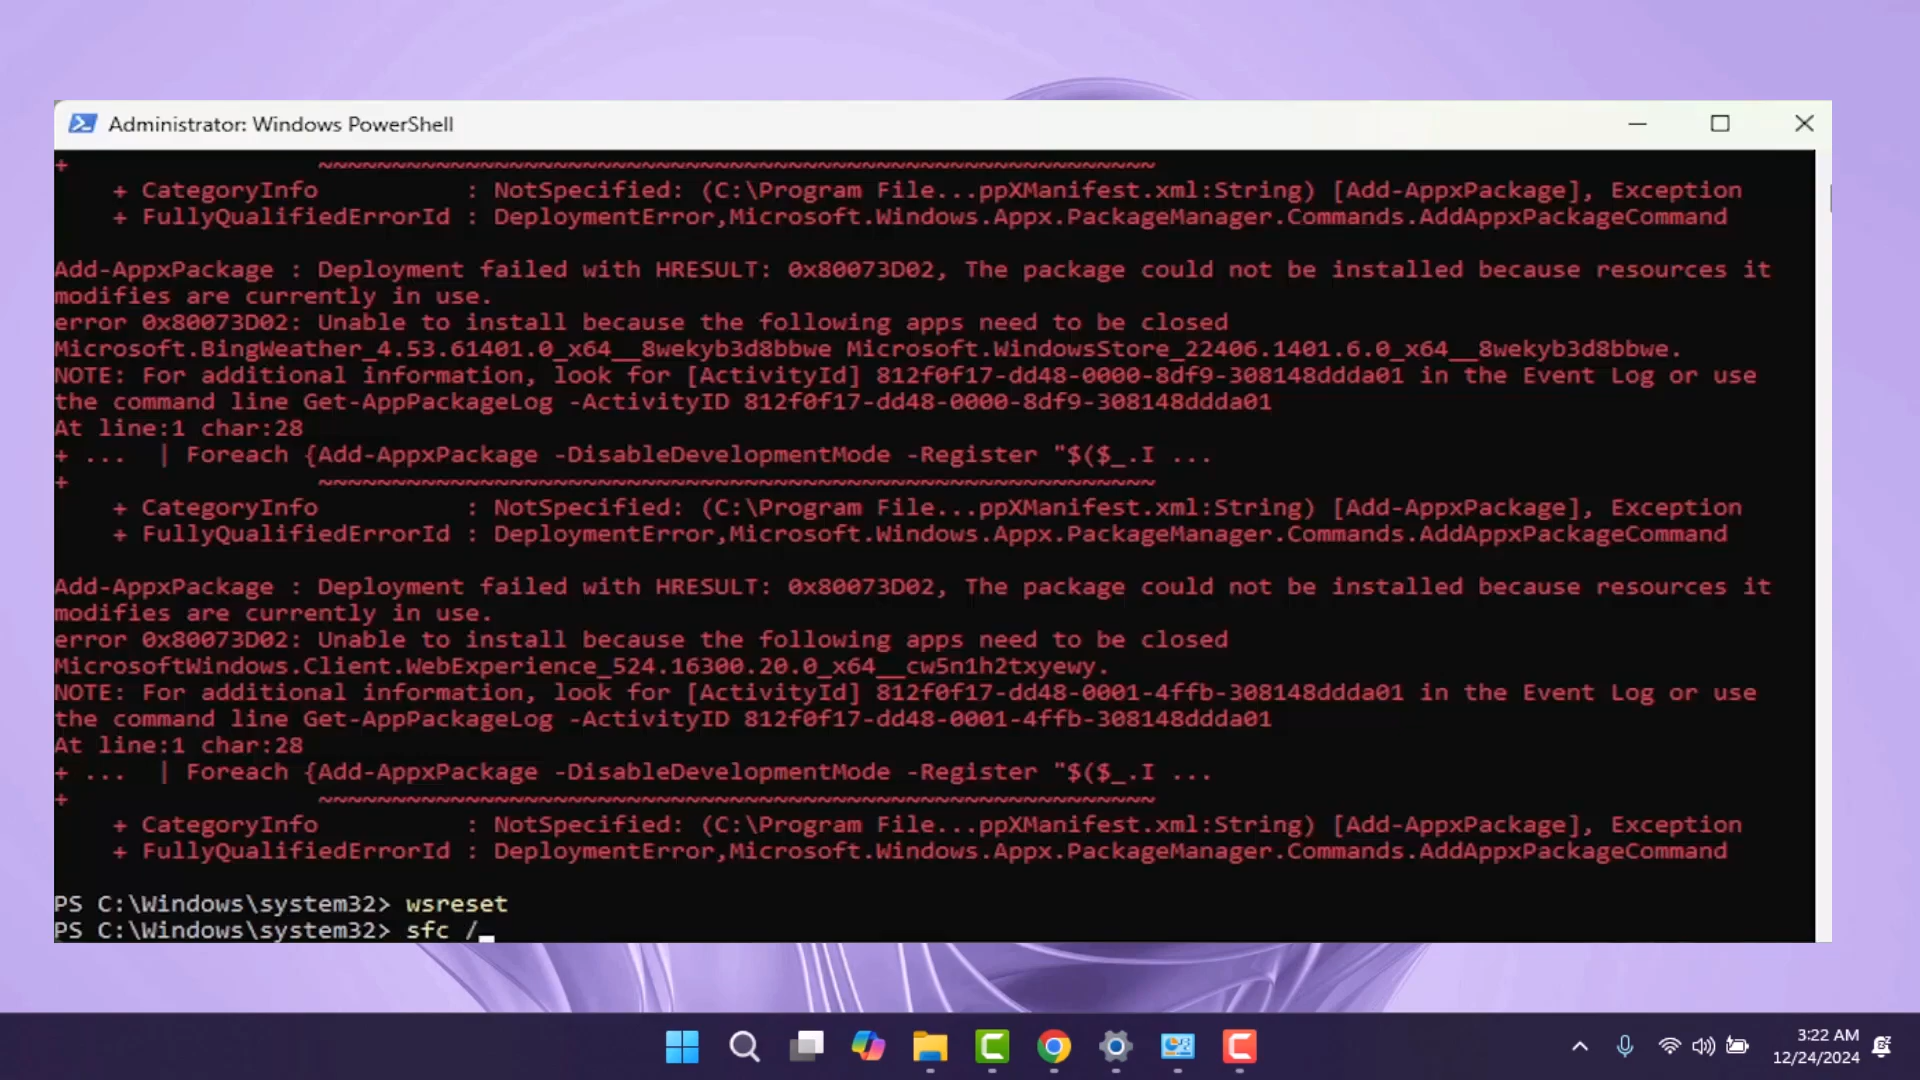 Administrator: Windows PowerShell
+                 ~~~~~~~~~~~~~~~~~~~~~~~~~~~~~~~~~~~~~~~~~~~~~~~~~~~~~~~~~
    + CategoryInfo          : NotSpecified: (C:\Program File...ppXManifest.xml:String) [Add-AppxPackage], Exception
    + FullyQualifiedErrorId : DeploymentError,Microsoft.Windows.Appx.PackageManager.Commands.AddAppxPackageCommand
Add-AppxPackage : Deployment failed with HRESULT: 0x80073D02, The package could not be installed because resources it
modifies are currently in use.
error 0x80073D02: Unable to install because the following apps need to be closed
Microsoft.BingWeather_4.53.61401.0_x64__8wekyb3d8bbwe Microsoft.WindowsStore_22406.1401.6.0_x64__8wekyb3d8bbwe.
NOTE: For additional information, look for [ActivityId] 812f0f17-dd48-0000-8df9-308148ddda01 in the Event Log or use
the command line Get-AppPackageLog -ActivityID 812f0f17-dd48-0000-8df9-308148ddda01
At line:1 char:28
+ ...  | Foreach {Add-AppxPackage -DisableDevelopmentMode -Register "$($_.I ...
+                 ~~~~~~~~~~~~~~~~~~~~~~~~~~~~~~~~~~~~~~~~~~~~~~~~~~~~~~~~~
    + CategoryInfo          : NotSpecified: (C:\Program File...ppXManifest.xml:String) [Add-AppxPackage], Exception
    + FullyQualifiedErrorId : DeploymentError,Microsoft.Windows.Appx.PackageManager.Commands.AddAppxPackageCommand
Add-AppxPackage : Deployment failed with HRESULT: 0x80073D02, The package could not be installed because resources it
modifies are currently in use.
error 0x80073D02: Unable to install because the following apps need to be closed
MicrosoftWindows.Client.WebExperience_524.16300.20.0_x64__cw5n1h2txyewy.
NOTE: For additional information, look for [ActivityId] 812f0f17-dd48-0001-4ffb-308148ddda01 in the Event Log or use
the command line Get-AppPackageLog -ActivityID 812f0f17-dd48-0001-4ffb-308148ddda01
At line:1 char:28
+ ...  | Foreach {Add-AppxPackage -DisableDevelopmentMode -Register "$($_.I ...
+                 ~~~~~~~~~~~~~~~~~~~~~~~~~~~~~~~~~~~~~~~~~~~~~~~~~~~~~~~~~
    + CategoryInfo          : NotSpecified: (C:\Program File...ppXManifest.xml:String) [Add-AppxPackage], Exception
    + FullyQualifiedErrorId : DeploymentError,Microsoft.Windows.Appx.PackageManager.Commands.AddAppxPackageCommand
PS C:\Windows\system32> wsreset
PS C:\Windows\system32> sfc /_
3:22 AM
12/24/2024